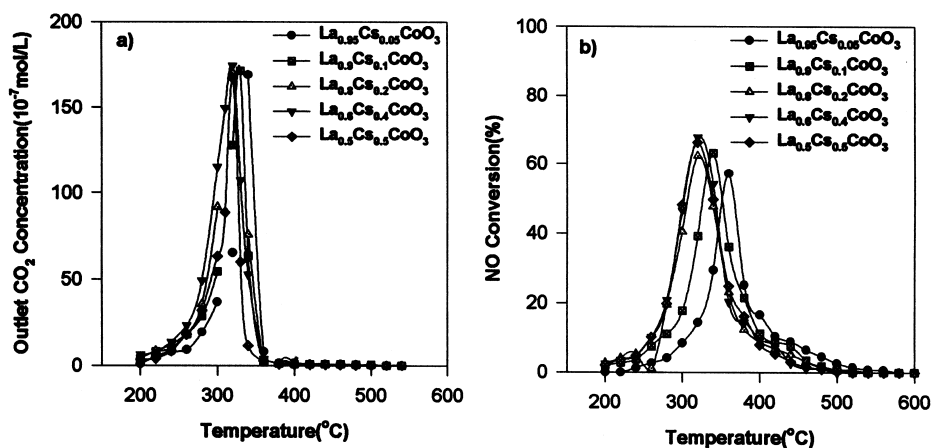 a)
La0.95Cs0.05CoO3
La0.9Cs0.1CoO3
La0.8Cs0.2CoO3
La0.6Cs0.4CoO3
La0.5Cs0.5CoO3
200
150
100
50
0
Outlet CO2 Concentration(10-7mol/L)
200 300 400 500 600
Temperature(oC)
b)
La0.95Cs0.05CoO3
La0.9Cs0.1CoO3
La0.8Cs0.2CoO3
La0.6Cs0.4CoO3
La0.5Cs0.5CoO3
100
80
60
40
20
0
NO Conversion(%)
200 300 400 500 600
Temperature(oC)